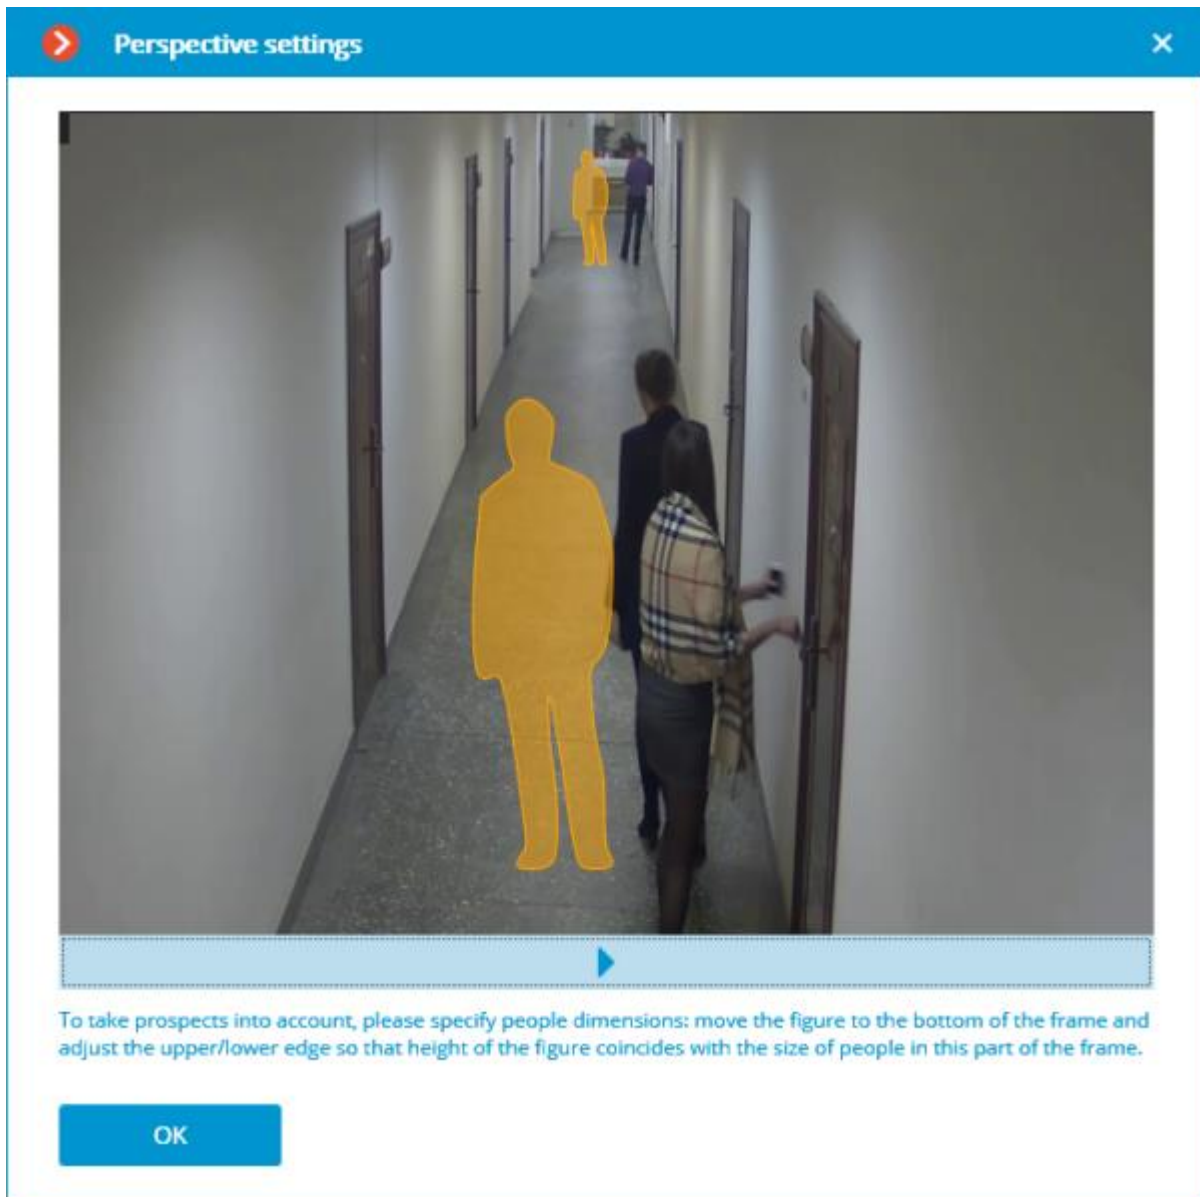 Perspective settings
To take prospects into account, please specify people dimensions: move the figure to the bottom of the frame and
adjust the upper/lower edge so that height of the figure coincides with the size of people in this part of the frame.
OK